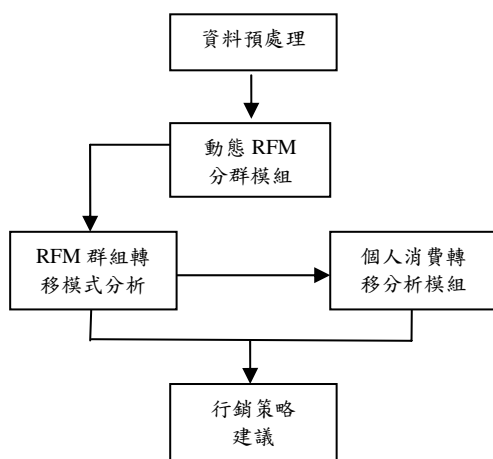 資料預處理
動態 RFM
分群模組
RFM 群組轉
移模式分析
個人消費轉
移分析模組
行銷策略
建議